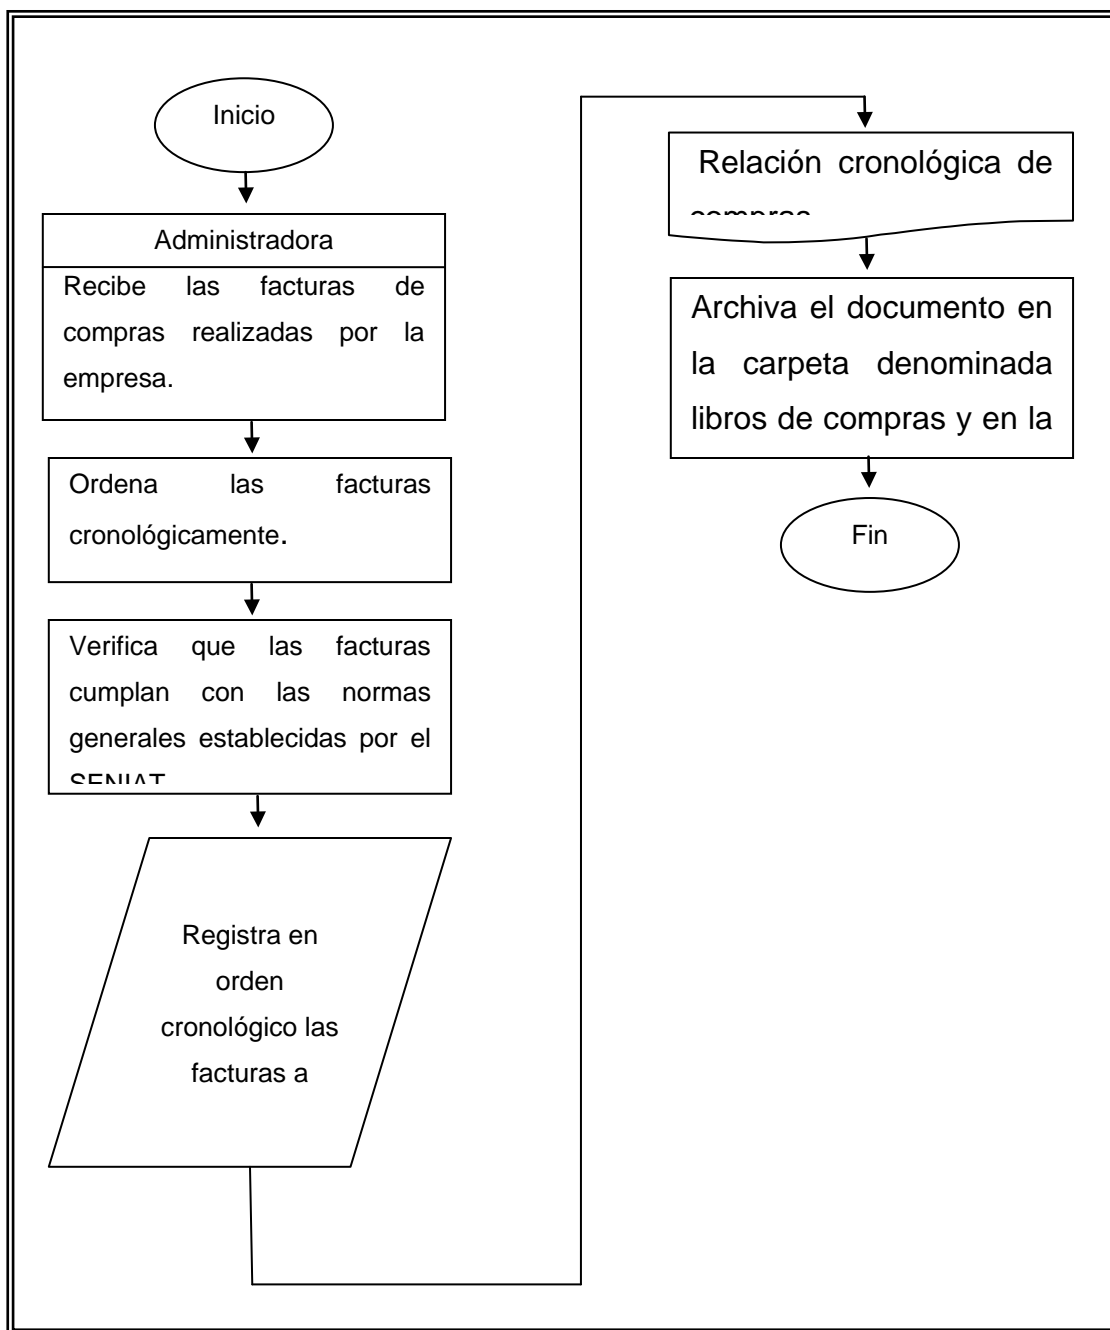 Inicio
Administradora
Recibe las facturas de
compras realizadas por la
empresa.
Ordena las facturas
cronológicamente.
Verifica que las facturas
cumplan con las normas
generales establecidas por el
SENIAT
Registra en
orden
cronológico las
facturas a
Relación cronológica de
compras
Archiva el documento en
la carpeta denominada
libros de compras y en la
Fin